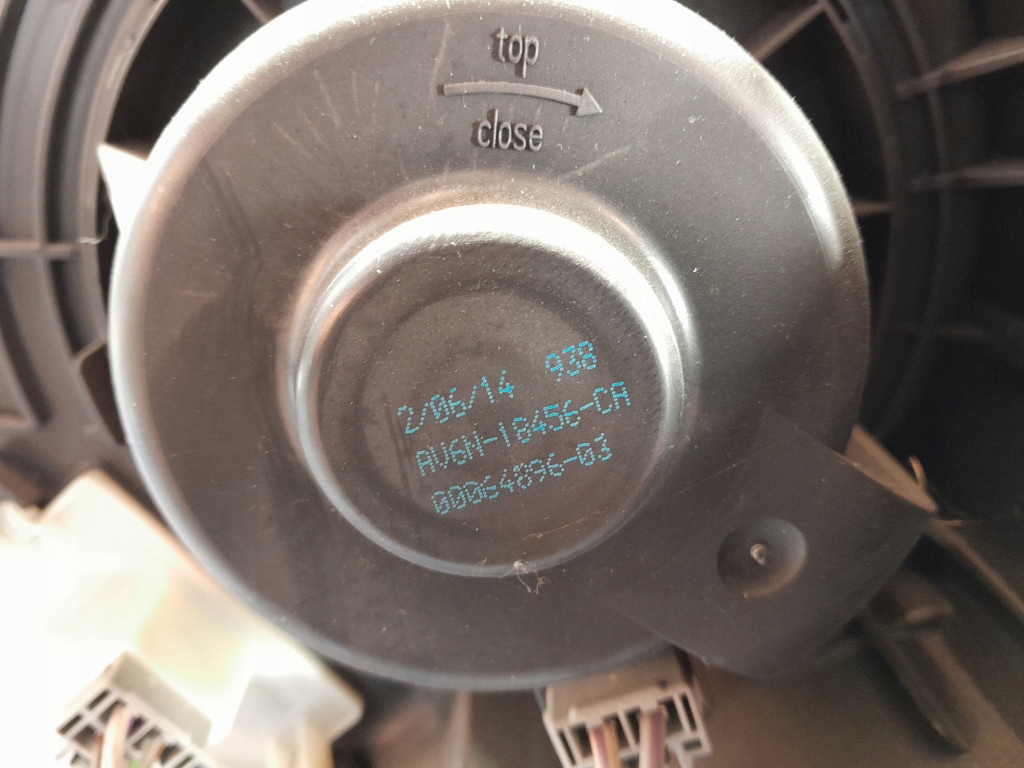 top
close
2/06/14 938
AV6N-18456-CA
00064896-03